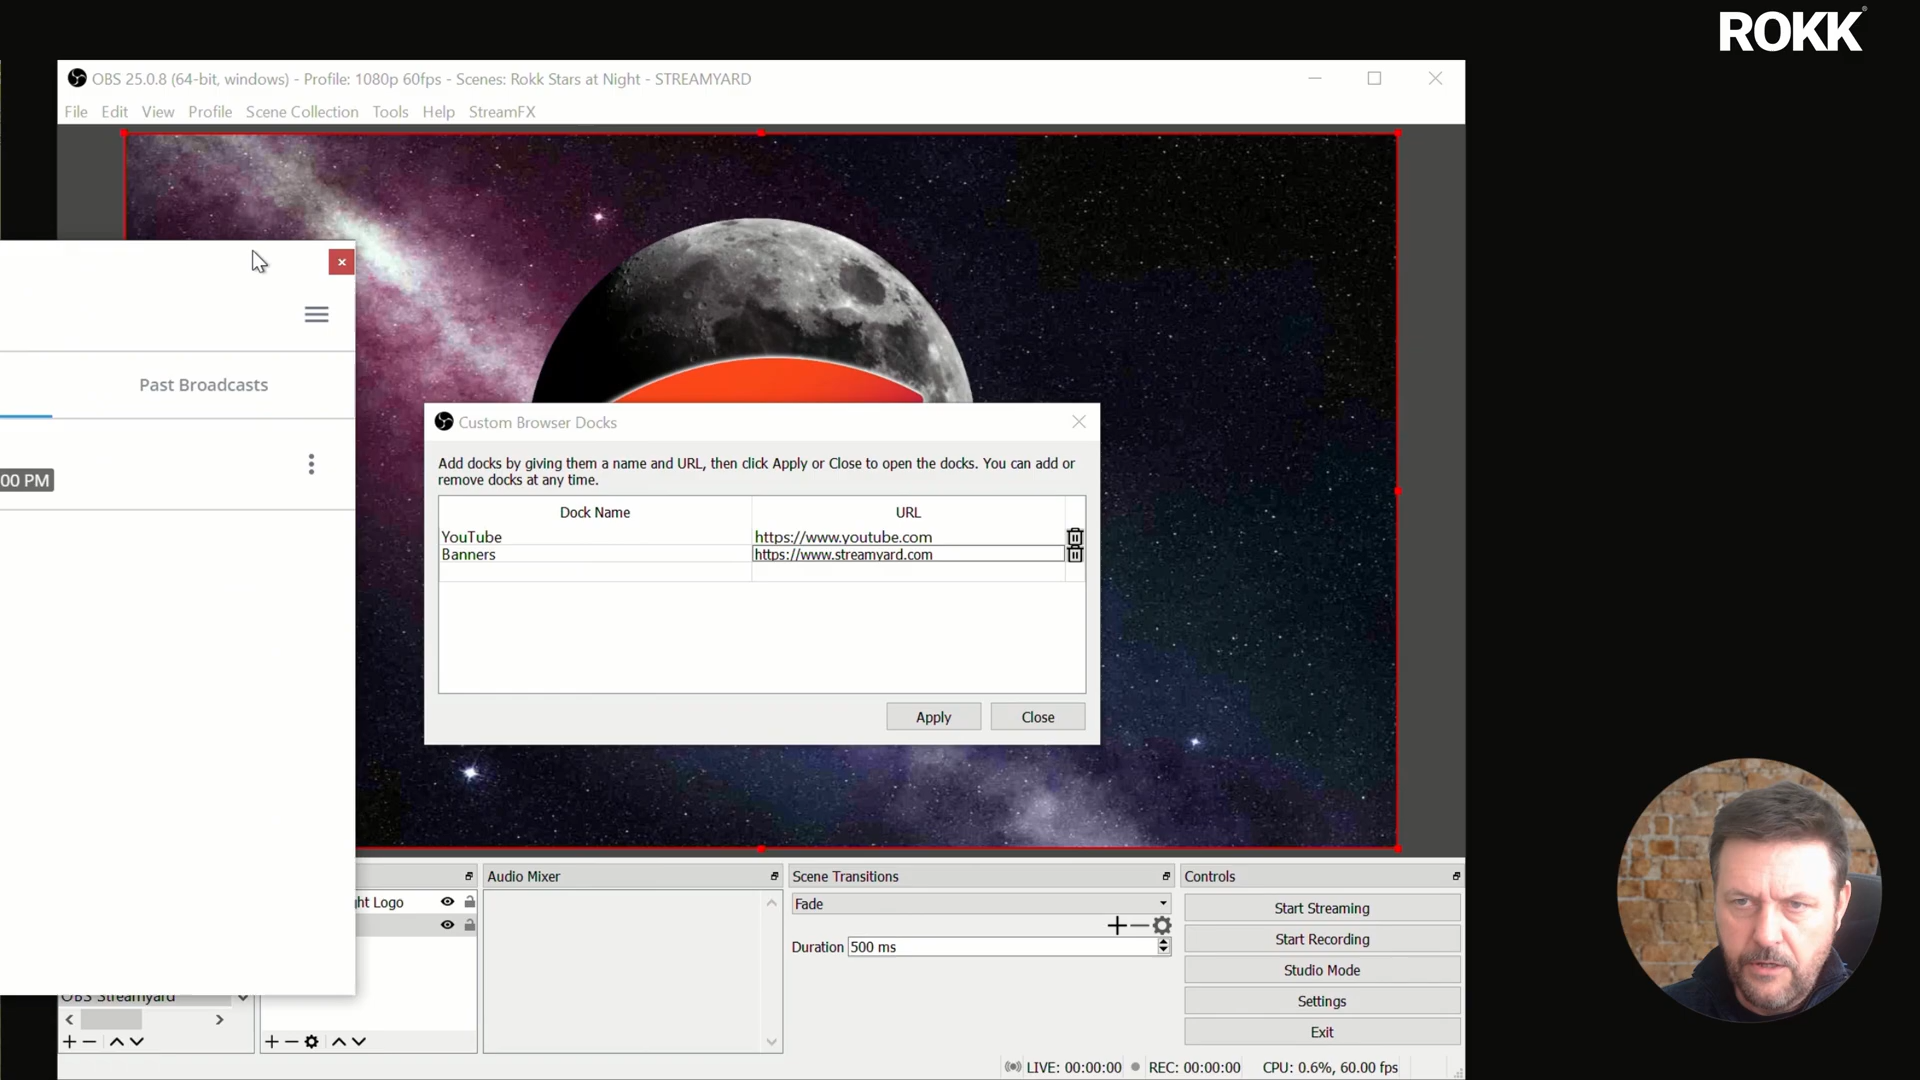 ROKK
OBS 25.0.8 (64-bit, windows) - Profile: 1080p 60fps - Scenes: Rokk Stars at Night - STREAMYARD
File Edit View Profile Scene Collection Tools Help StreamFX
Past Broadcasts
00 PM
Custom Browser Docks
Add docks by giving them a name and URL, then click Apply or Close to open the docks. You can add or
remove docks at any time.
Dock Name URL
YouTube https://www.youtube.com
Banners https://www.streamyard.com
Apply Close
Audio Mixer Scene Transitions Controls
ght Logo Fade Start Streaming
Start Recording
Duration 500 ms
Studio Mode
OBS Streamyard Settings
Exit
LIVE: 00:00:00 REC: 00:00:00 CPU: 0.6%, 60.00 fps